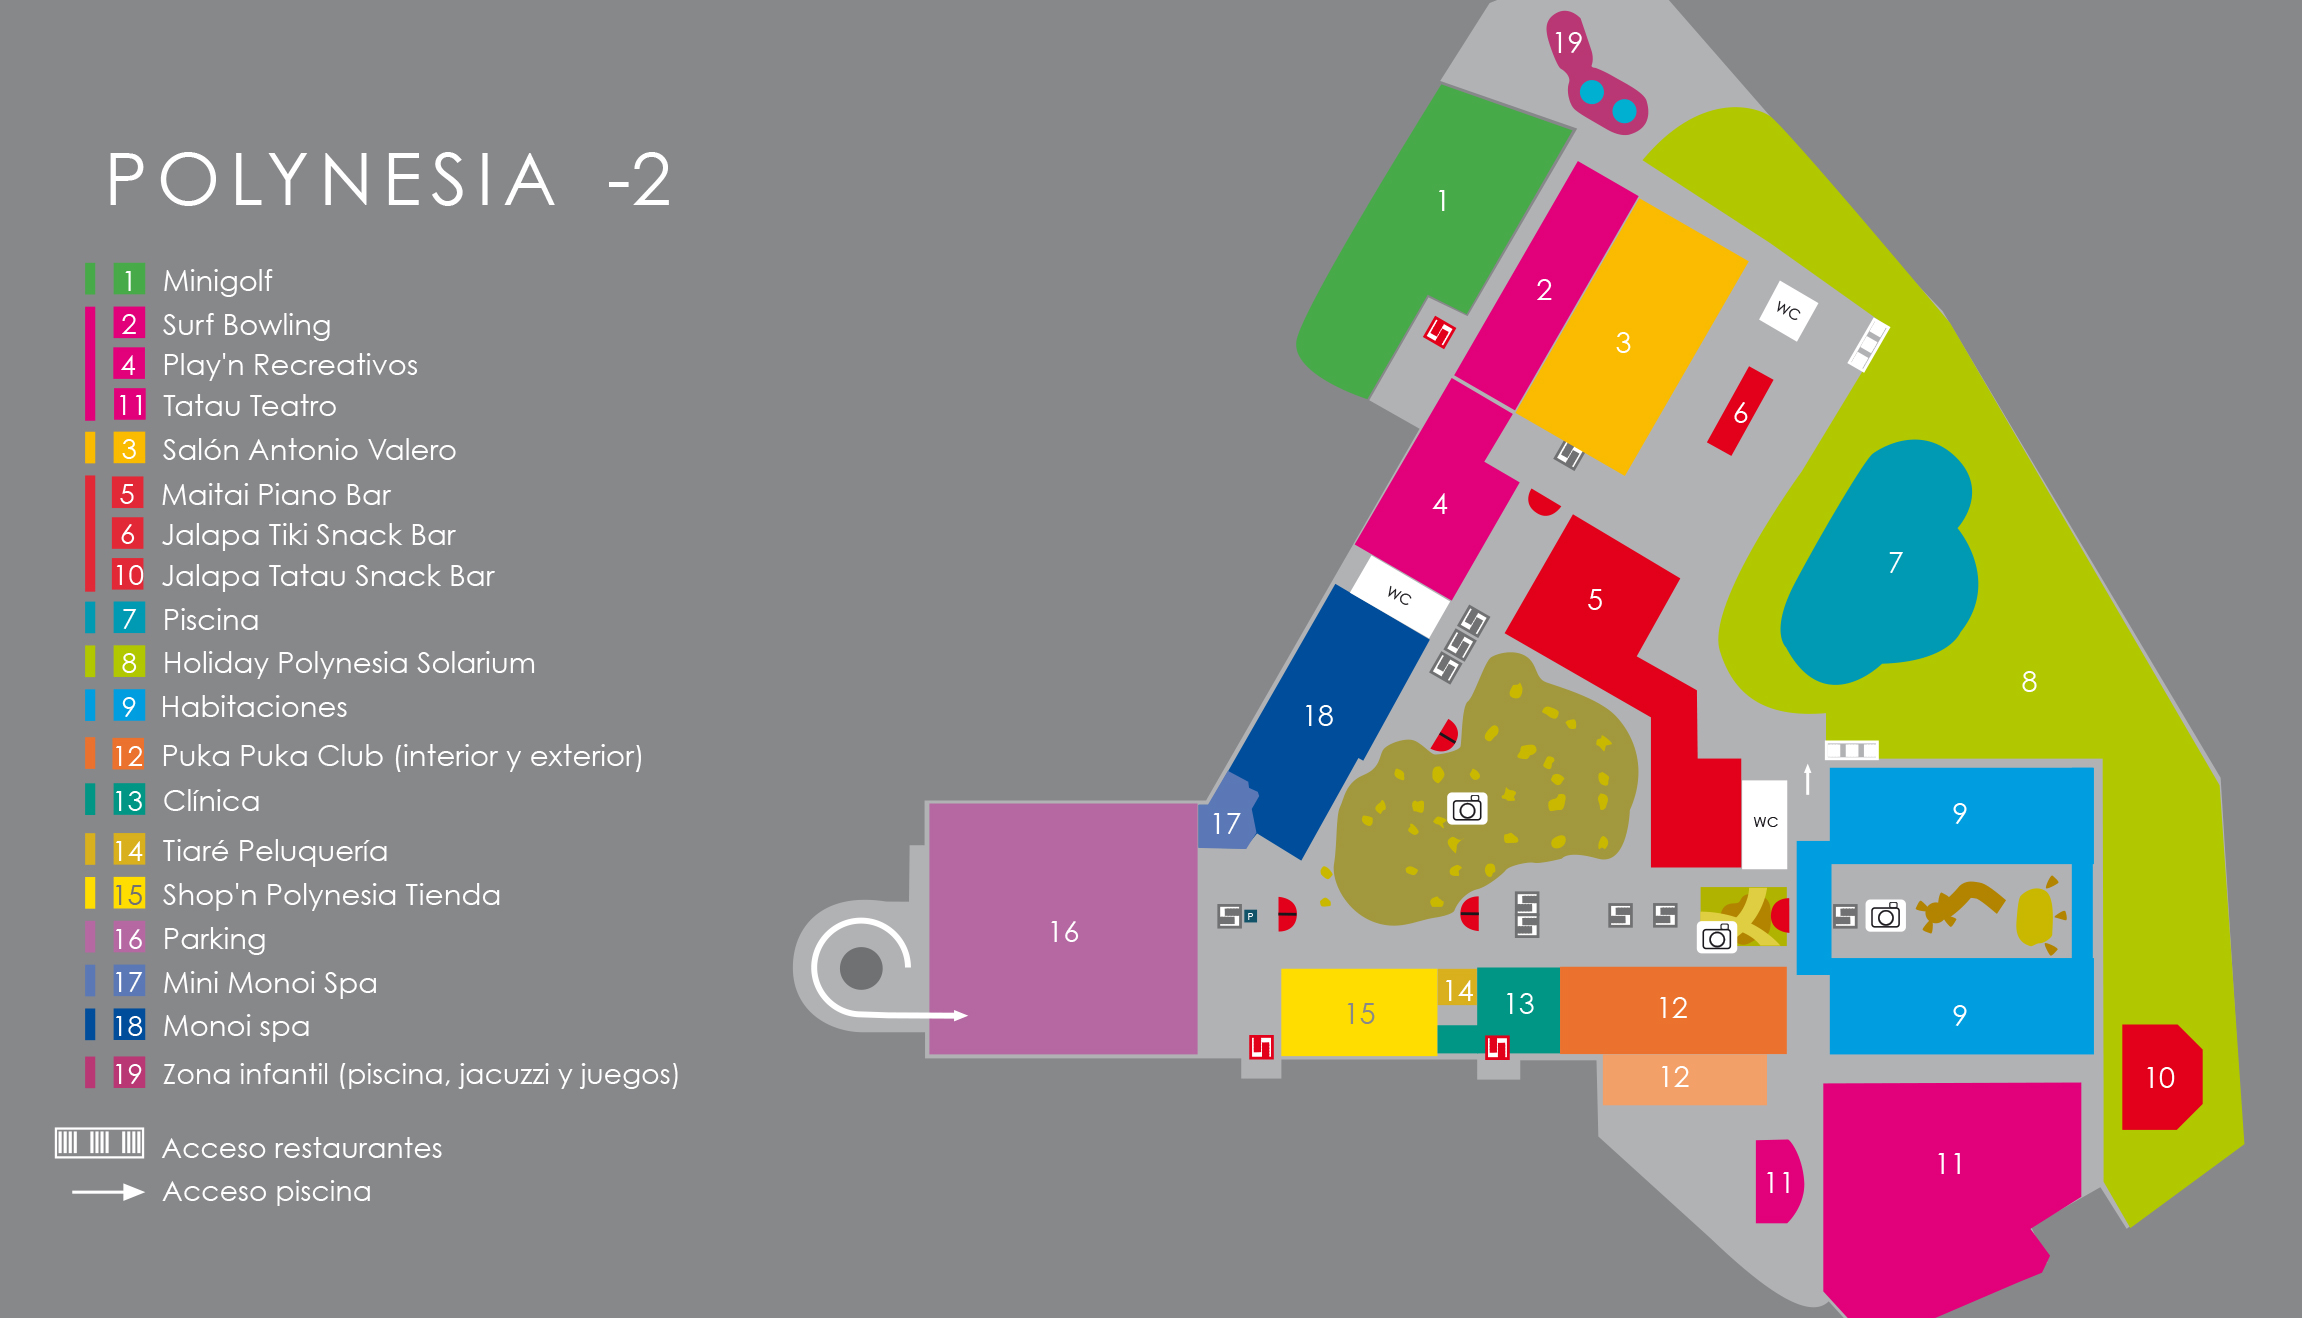 POLYNESIA -2
1 Minigolf
2 Surf Bowling
4 Play'n Recreativos
11 Tatau Teatro
3 Salón Antonio Valero
5 Maitai Piano Bar
6 Jalapa Tiki Snack Bar
10 Jalapa Tatau Snack Bar
7 Piscina
8 Holiday Polynesia Solarium
9 Habitaciones
12 Puka Puka Club (interior y exterior)
13 Clínica
14 Tiaré Peluquería
15 Shop'n Polynesia Tienda
16 Parking
17 Mini Monoi Spa
18 Monoi spa
19 Zona infantil (piscina, jacuzzi y juegos)
Acceso restaurantes
Acceso piscina
19
1
2
3
WC
6
4
7
WC
5
8
18
17
WC
9
16
P
14
13
12
15
9
12
10
11
11